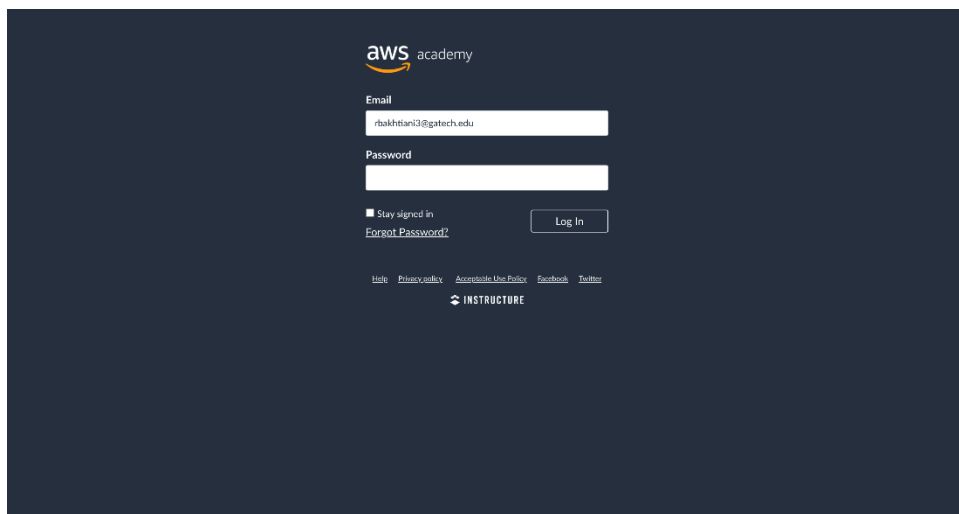 aws academy
Email
rbakhtiani3@gatech.edu
Password
Stay signed in
Log In
Forgot Password?
Help Privacy policy Acceptable Use Policy Facebook Twitter
INSTRUCTURE